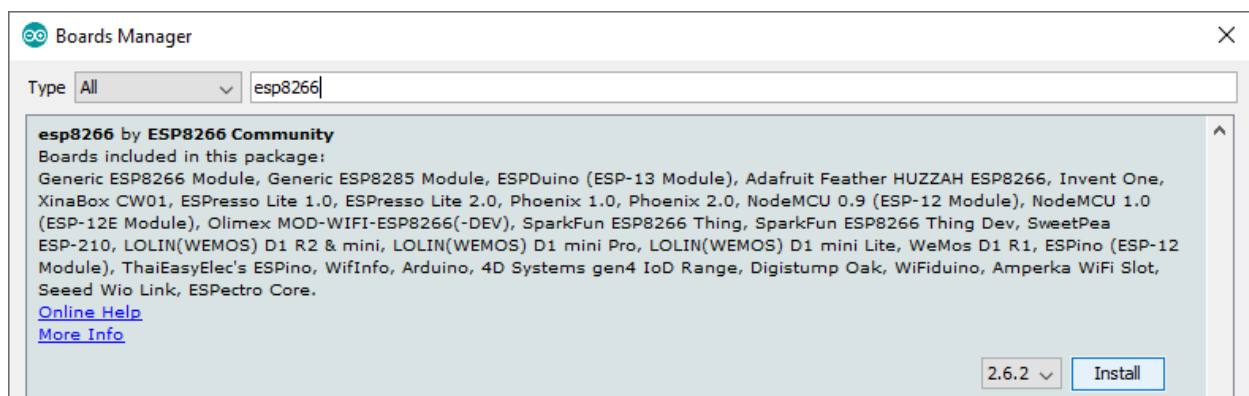 Boards Manager
Type All esp8266
esp8266 by ESP8266 Community
Boards included in this package:
Generic ESP8266 Module, Generic ESP8285 Module, ESPDuino (ESP-13 Module), Adafruit Feather HUZZAH ESP8266, Invent One,
XinaBox CW01, ESPresso Lite 1.0, ESPresso Lite 2.0, Phoenix 1.0, Phoenix 2.0, NodeMCU 0.9 (ESP-12 Module), NodeMCU 1.0
(ESP-12E Module), Olimex MOD-WIFI-ESP8266(-DEV), SparkFun ESP8266 Thing, SparkFun ESP8266 Thing Dev, SweetPea
ESP-210, LOLIN(WEMOS) D1 R2 & mini, LOLIN(WEMOS) D1 mini Pro, LOLIN(WEMOS) D1 mini Lite, WeMos D1 R1, ESPino (ESP-12
Module), ThaiEasyElec's ESPino, WifInfo, Arduino, 4D Systems gen4 IoD Range, Digistump Oak, WiFiduino, Amperka WiFi Slot,
Seeed Wio Link, ESPectro Core.
Online Help
More Info
2.6.2 Install